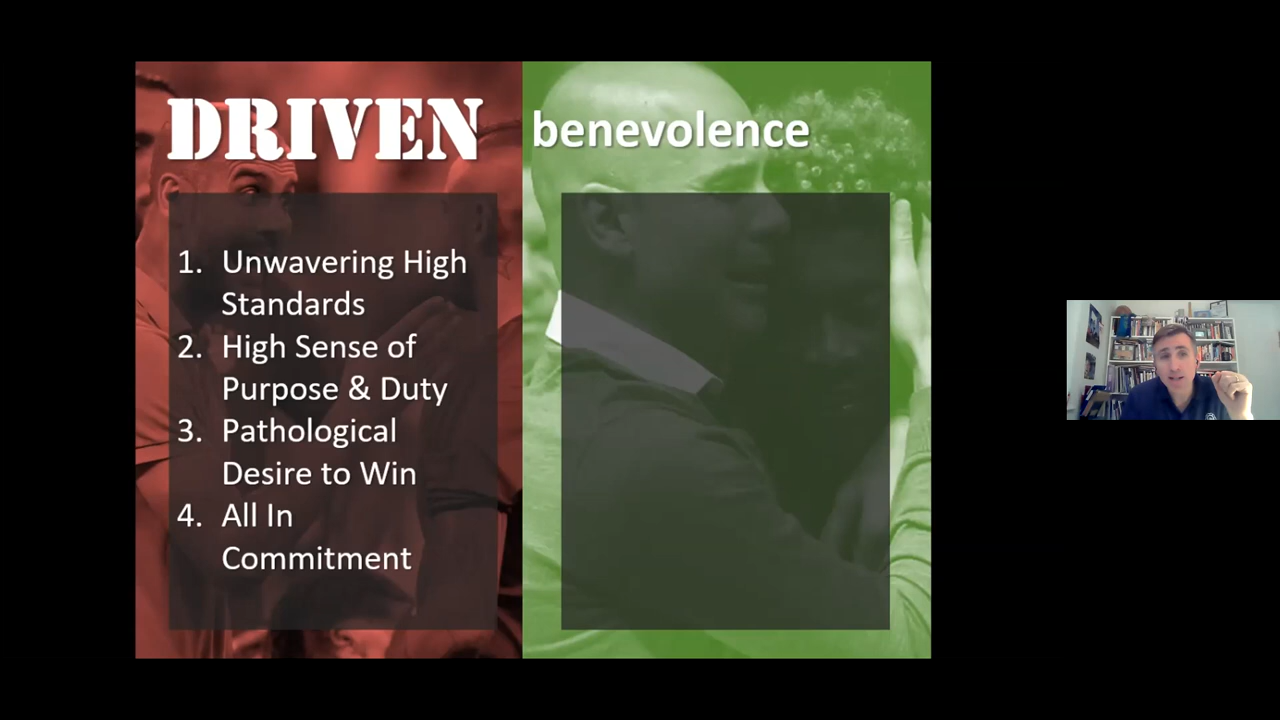 DRIVEN
benevolence
1. Unwavering High
Standards
2. High Sense of
Purpose & Duty
3. Pathological
Desire to Win
4. All In
Commitment